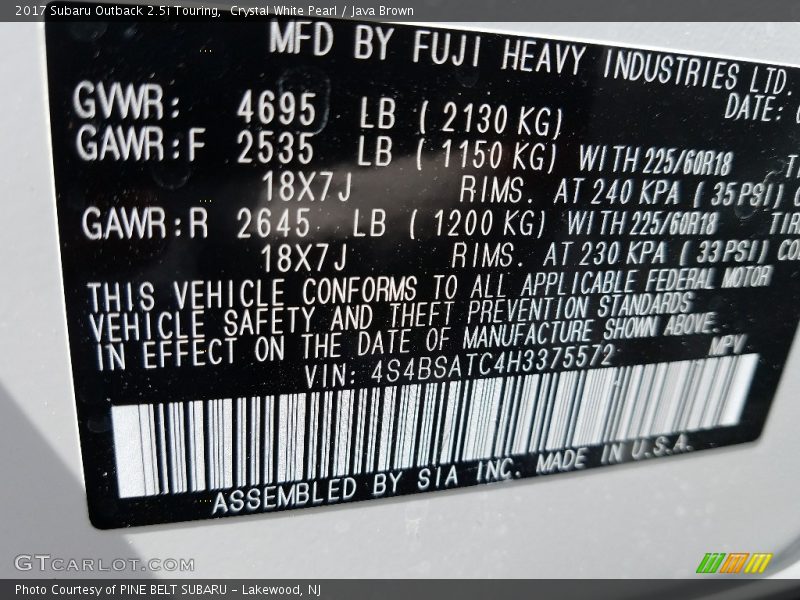 2017 Subaru Outback 2.5i Touring,  Crystal White Pearl / Java Brown
MFD BY FUJI HEAVY INDUSTRIES LTD.
DATE:
GVWR: 4695 LB ( 2130 KG)
GAWR:F 2535 LB ( 1150 KG) WITH 225/60R18
18X7J RIMS. AT 240 KPA ( 35PSI)
GAWR:R 2645 LB ( 1200 KG) WITH 225/60R18
18X7J RIMS. AT 230 KPA ( 33PSI)
THIS VEHICLE CONFORMS TO ALL APPLICABLE FEDERAL MOTOR
VEHICLE SAFETY AND THEFT PREVENTION STANDARDS
IN EFFECT ON THE DATE OF MANUFACTURE SHOWN ABOVE.
VIN: 4S4BSATC4H3375572 MPV
ASSEMBLED BY SIA INC. MADE IN U.S.A.
GTCARLOT.COM
Photo Courtesy of PINE BELT SUBARU - Lakewood, NJ